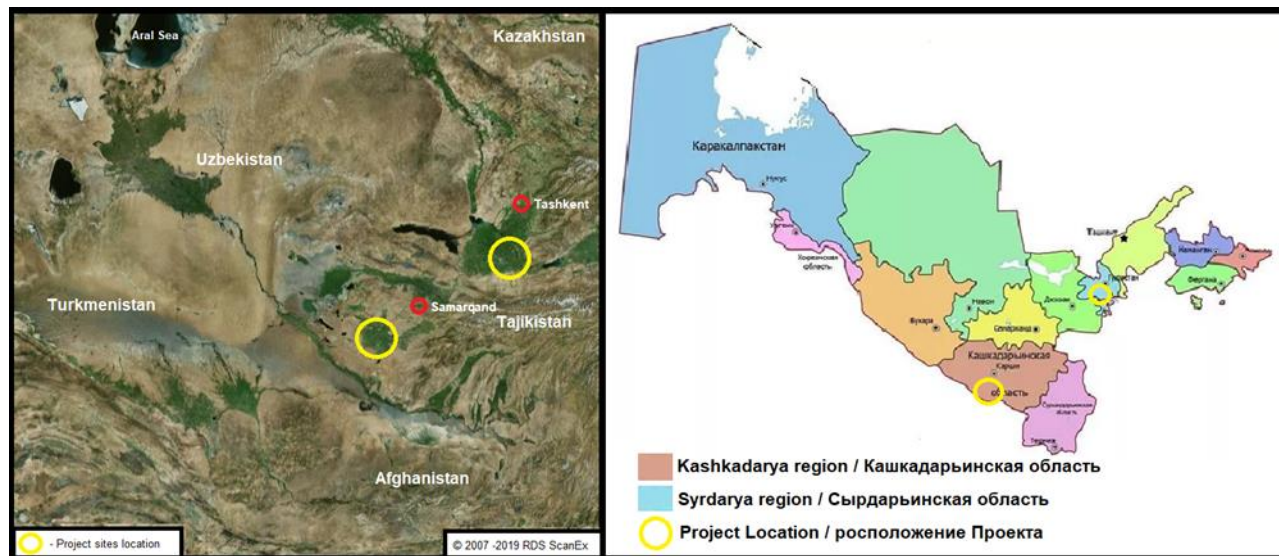 Aral Sea
Kazakhstan
Uzbekistan
Tashkent
Turkmenistan
Samarqand
Tajikistan
Afghanistan
- Project sites location
© 2007 -2019 RDS ScanEx
Каракалпакстан
Нукус
Ташкент
Наманган
Фергана
Навои
Джизак
Бухара
Самарканд
Кашкадарьинская
Карши
область
Kashkadarya region / Кашкадарьинская область
Syrdarya region / Сырдарьинская область
Project Location / росположение Проекта